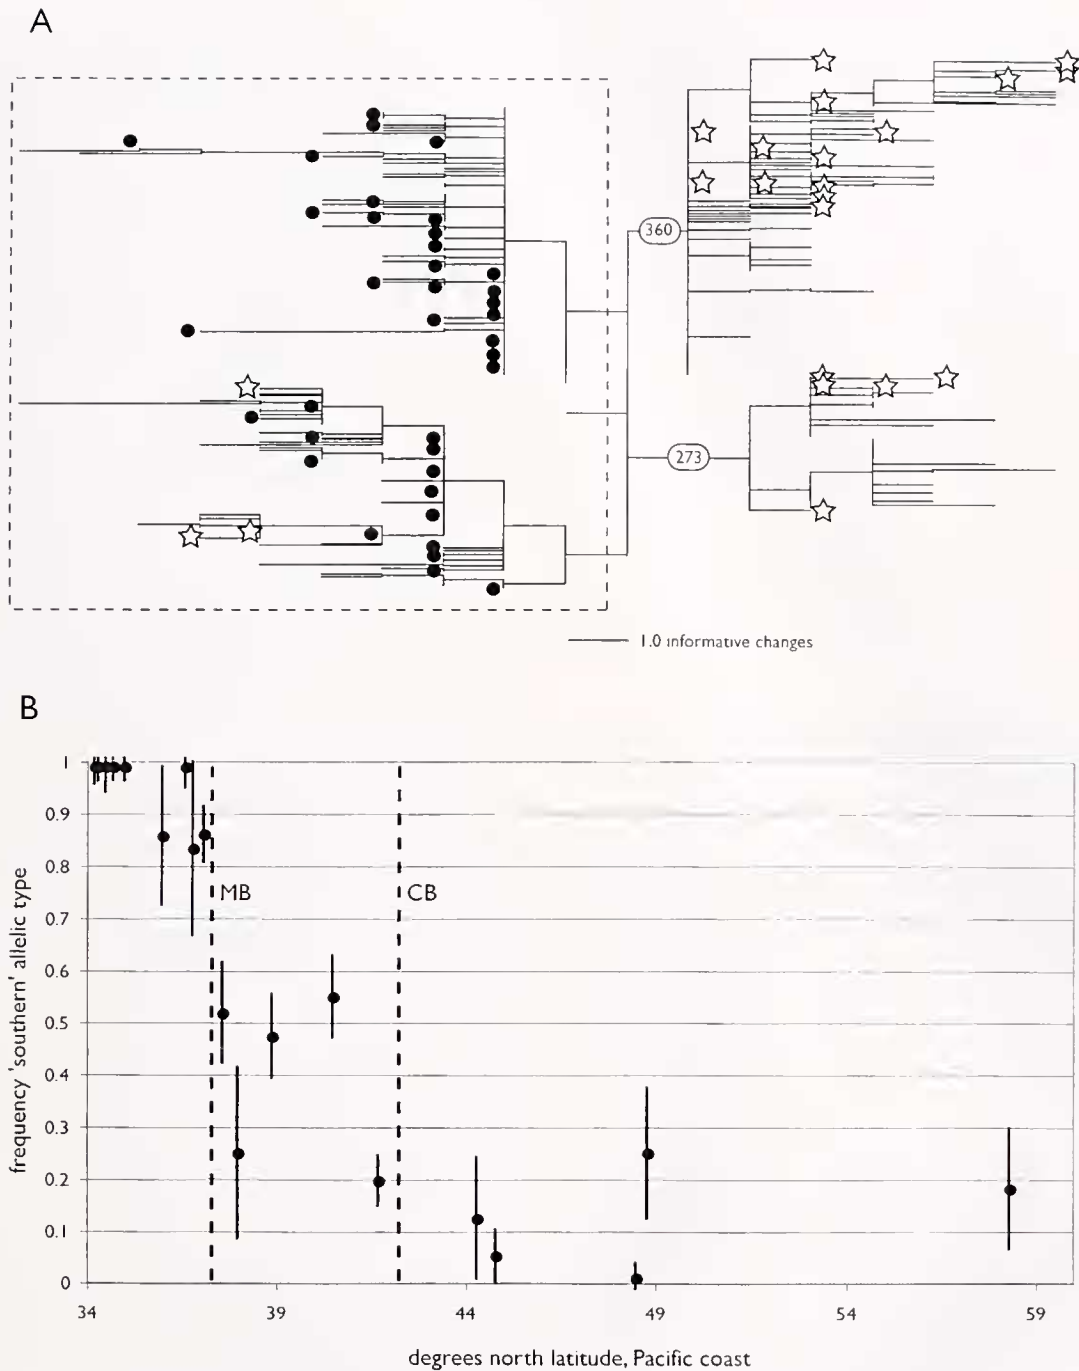 A
360
273
1.0 informative changes
B
1
0.9
0.8
0.7
0.6
0.5
0.4
0.3
0.2
0.1
0
MB
CB
frequency 'southern' allelic type
34
39
44
49
54
59
degrees north latitude, Pacific coast